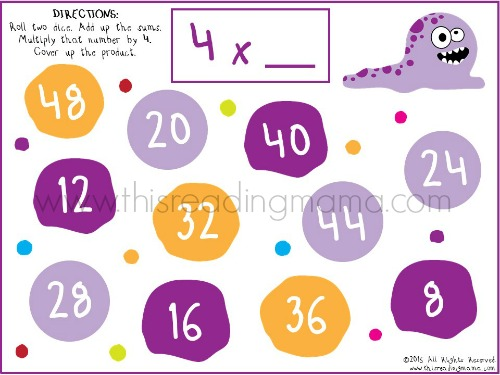 DIRECTIONS:
Roll two dice. Add up the sums.
Multiply that number by 4.
Cover up the product.
4 x ___
48
20
40
24
12
32
44
www.thisreadingmama.com
28
16
36
8
©2015 All Rights Reserved
www.thisreadingmama.com